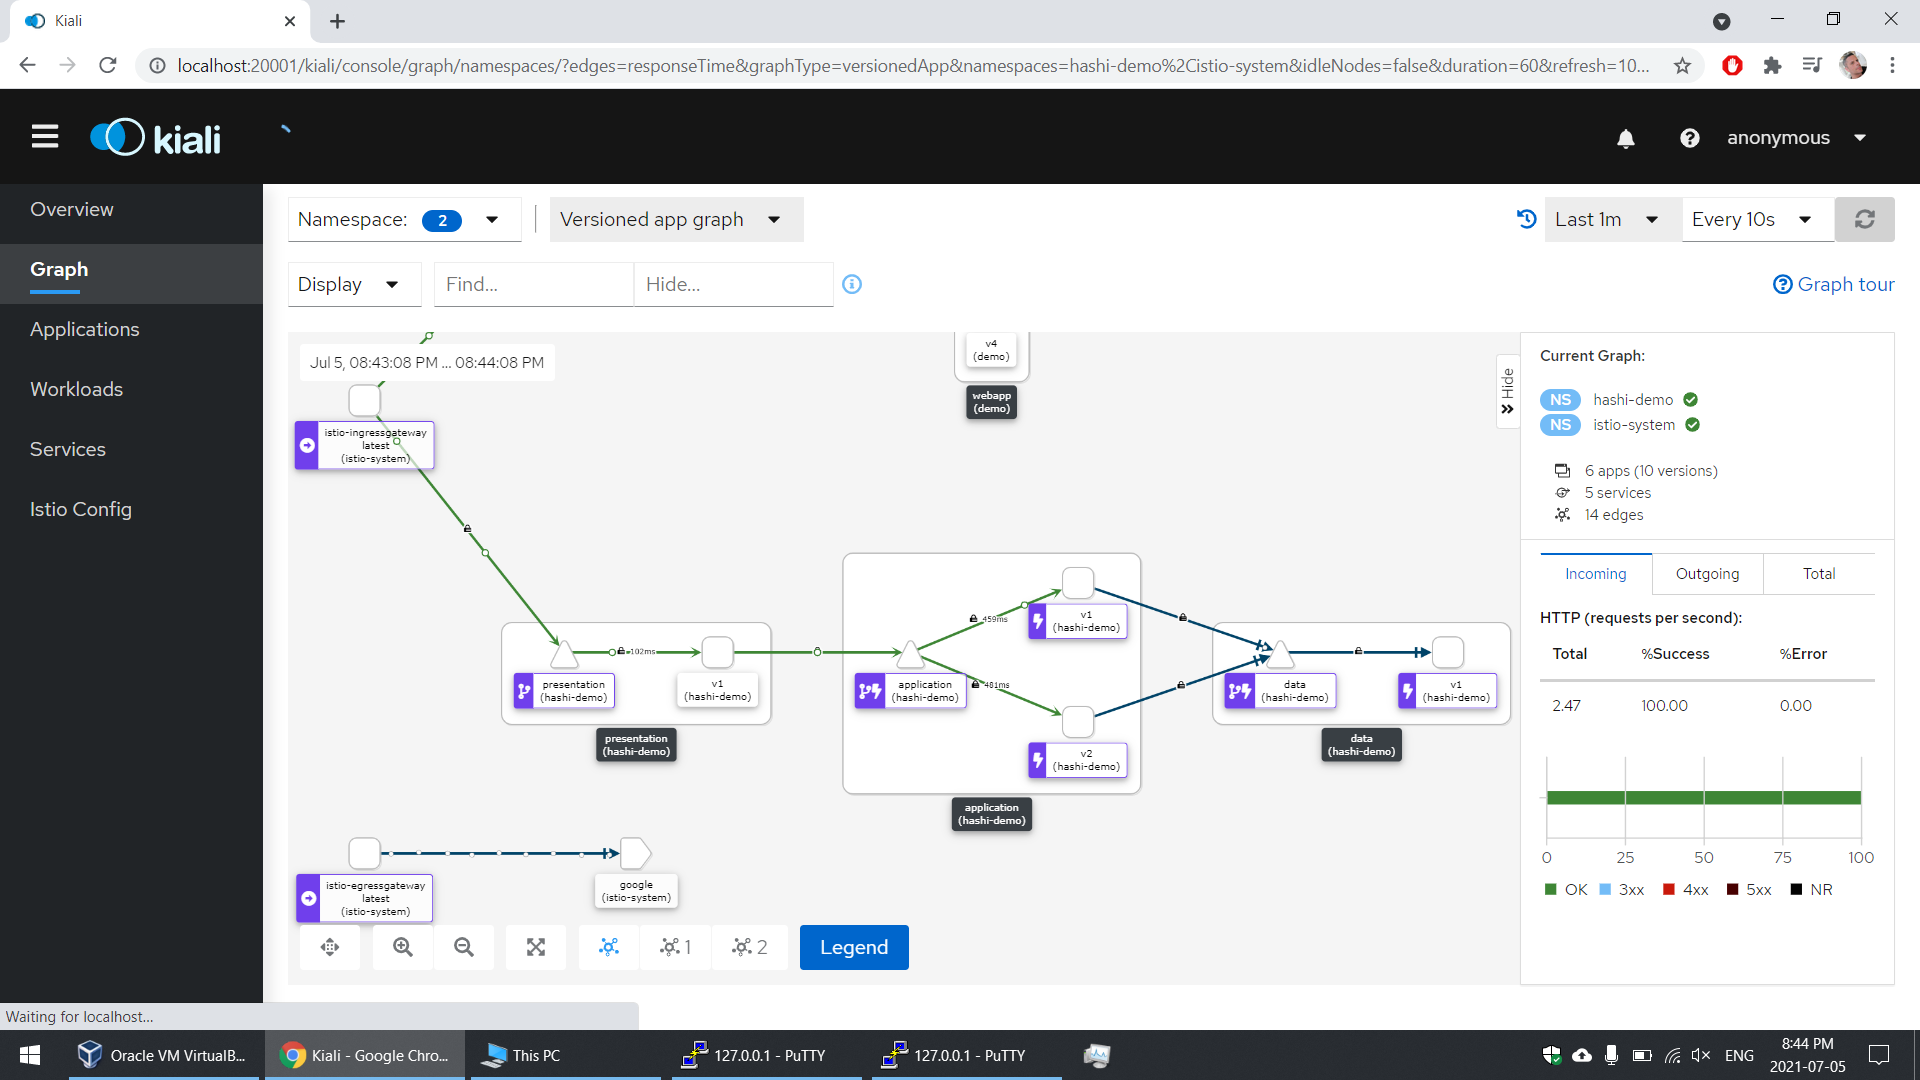 Kiali
localhost:20001/kiali/console/graph/namespaces/?edges=responseTime&graphType=versionedApp&namespaces=hashi-demo%2Cistio-system&idleNodes=false&duration=60&refresh=10...
kiali
anonymous
Overview
Graph
Applications
Workloads
Services
Istio Config
Namespace: 2
Versioned app graph
Last 1m
Every 10s
Display
Find...
Hide...
Graph tour
Jul 5, 08:43:08 PM ... 08:44:08 PM
v4
(demo)
webapp
(demo)
istio-ingressgateway
latest
(istio-system)
102ms
presentation
(hashi-demo)
v1
(hashi-demo)
presentation
(hashi-demo)
459ms
v1
(hashi-demo)
application
(hashi-demo)
481ms
v2
(hashi-demo)
application
(hashi-demo)
data
(hashi-demo)
v1
(hashi-demo)
data
(hashi-demo)
istio-egressgateway
latest
(istio-system)
google
(istio-system)
1
2
Legend
Hide
Current Graph:
NS hashi-demo
NS istio-system
6 apps (10 versions)
5 services
14 edges
Incoming
Outgoing
Total
HTTP (requests per second):
Total %Success %Error
2.47 100.00 0.00
0 25 50 75 100
OK 3xx 4xx 5xx NR
Waiting for localhost...
Oracle VM VirtualB...
Kiali - Google Chro...
This PC
127.0.0.1 - PuTTY
127.0.0.1 - PuTTY
ENG
8:44 PM
2021-07-05